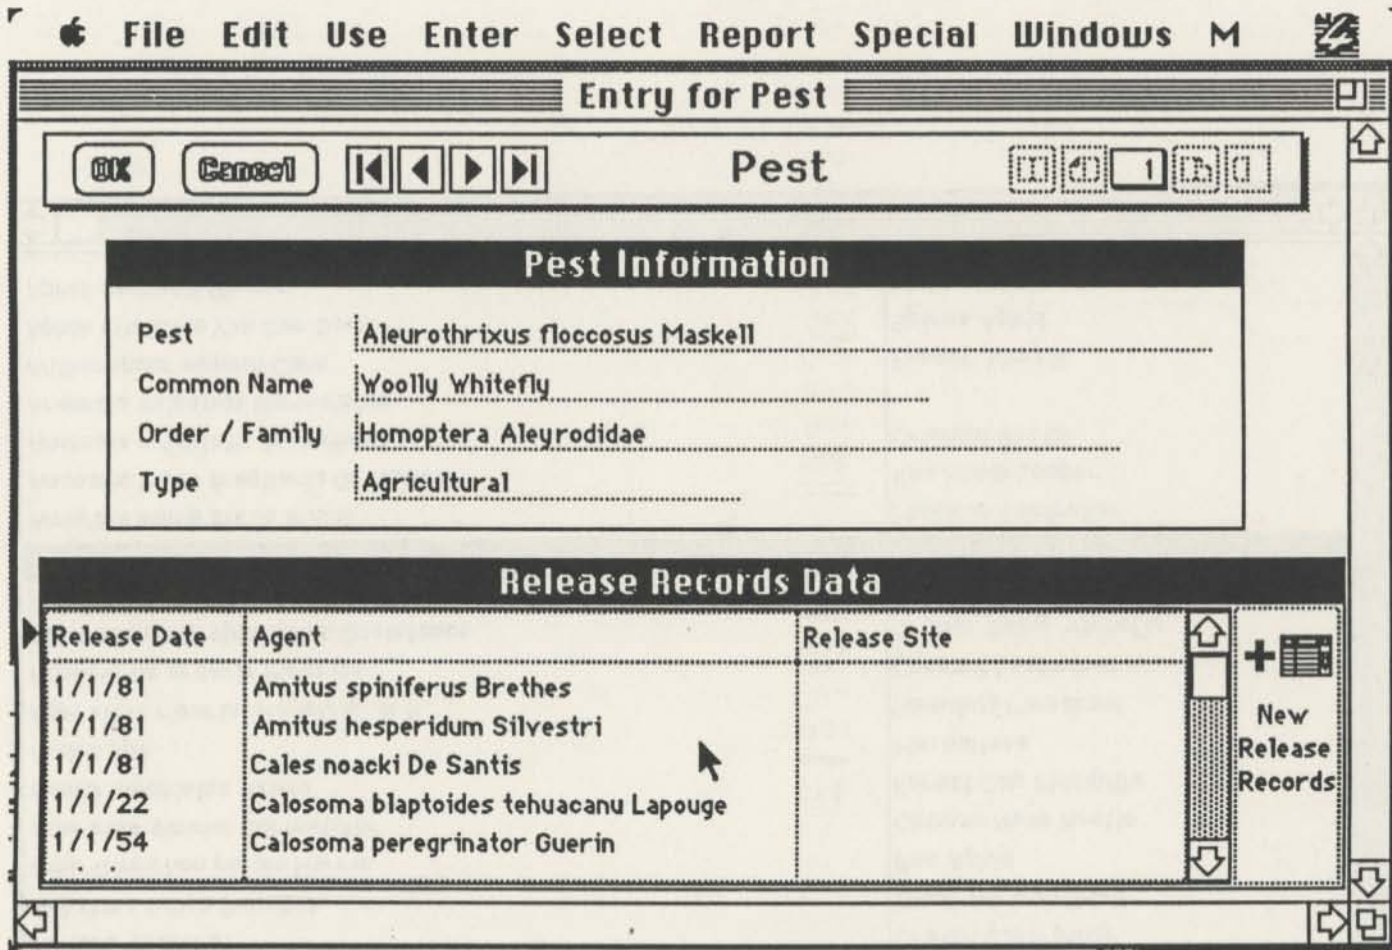 File Edit Use Enter Select Report Special Windows M
Entry for Pest
OK Cancel Pest 1
Pest Information
Pest Aleurothrixus floccosus Maskell
Common Name Woolly Whitefly
Order / Family Homoptera Aleyrodidae
Type Agricultural
Release Records Data
Release Date Agent Release Site
1/1/81 Amitus spiniferus Brethes
1/1/81 Amitus hesperidum Silvestri
1/1/81 Cales noacki De Santis
1/1/22 Calosoma blaptoides tehuacanu Lapouge
1/1/54 Calosoma peregrinator Guerin
New
Release
Records